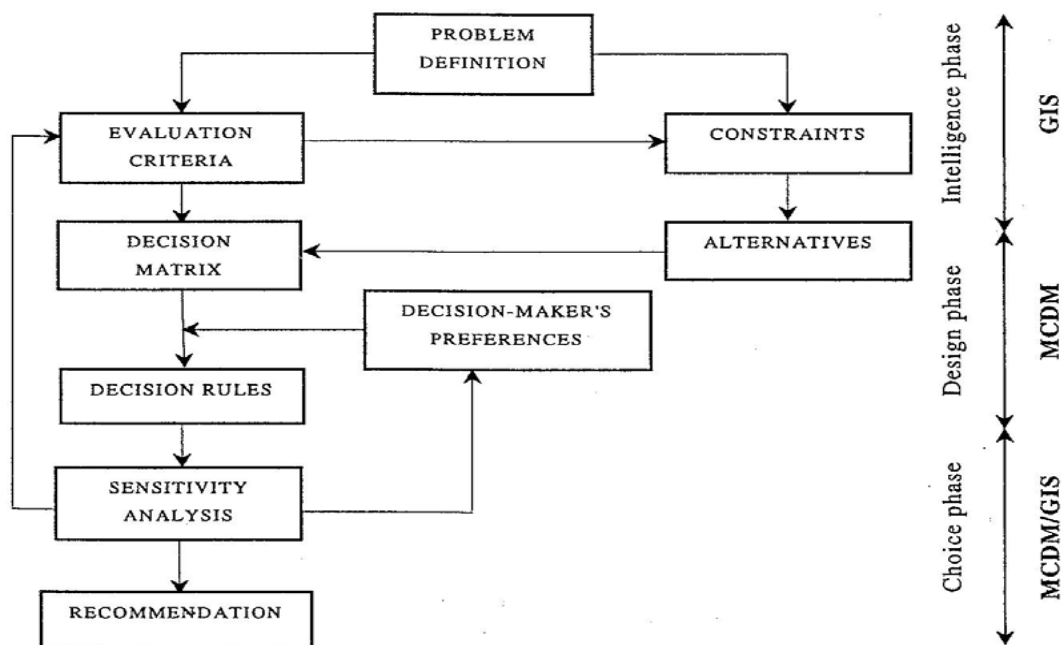 PROBLEM
DEFINITION
EVALUATION
CRITERIA
CONSTRAINTS
DECISION
MATRIX
ALTERNATIVES
DECISION-MAKER'S
PREFERENCES
DECISION RULES
SENSITIVITY
ANALYSIS
RECOMMENDATION
Intelligence phase
GIS
Design phase
MCDM
Choice phase
MCDM/GIS